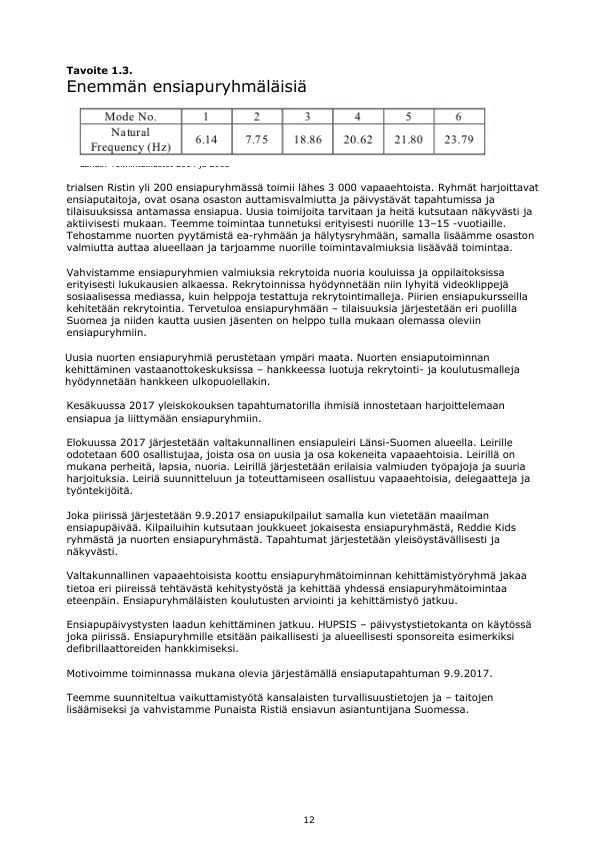 Tavoite 1.3.
Enemmän ensiapuryhmäläisiä
Mode No. 1 2 3 4 5 6
Natural
Frequency (Hz) 6.14 7.75 18.86 20.62 21.80 23.79
trialsen Ristin yli 200 ensiapuryhmässä toimii lähes 3 000 vapaaehtoista. Ryhmät harjoittavat
ensiaputaitoja, ovat osana osaston auttamisvalmiutta ja päivystävät tapahtumissa ja
tilaisuuksissa antamassa ensiapua. Uusia toimijoita tarvitaan ja heitä kutsutaan näkyvästi ja
aktiivisesti mukaan. Teemme toimintaa tunnetuksi erityisesti nuorille 13–15 -vuotiaille.
Tehostamme nuorten pyytämistä ea-ryhmään ja hälytysryhmään, samalla lisäämme osaston
valmiutta auttaa alueellaan ja tarjoamme nuorille toimintavalmiuksia lisäävää toimintaa.
Vahvistamme ensiapuryhmien valmiuksia rekrytoida nuoria kouluissa ja oppilaitoksissa
erityisesti lukukausien alkaessa. Rekrytoinnissa hyödynnetään niin lyhyitä videoklippejä
sosiaalisessa mediassa, kuin helppoja testattuja rekrytointimalleja. Piirien ensiapukursseilla
kehitetään rekrytointia. Tervetuloa ensiapuryhmään – tilaisuuksia järjestetään eri puolilla
Suomea ja niiden kautta uusien jäsenten on helppo tulla mukaan olemassa oleviin
ensiapuryhmiin.
Uusia nuorten ensiapuryhmiä perustetaan ympäri maata. Nuorten ensiaputoiminnan
kehittäminen vastaanottokeskuksissa – hankkeessa luotuja rekrytointi- ja koulutusmalleja
hyödynnetään hankkeen ulkopuolellakin.
Kesäkuussa 2017 yleiskokouksen tapahtumatorilla ihmisiä innostetaan harjoittelemaan
ensiapua ja liittymään ensiapuryhmiin.
Elokuussa 2017 järjestetään valtakunnallinen ensiapuleiri Länsi-Suomen alueella. Leirille
odotetaan 600 osallistujaa, joista osa on uusia ja osa kokeneita vapaaehtoisia. Leirillä on
mukana perheitä, lapsia, nuoria. Leirillä järjestetään erilaisia valmiuden työpajoja ja suuria
harjoituksia. Leiriä suunnitteluun ja toteuttamiseen osallistuu vapaaehtoisia, delegaatteja ja
työntekijöitä.
Joka piirissä järjestetään 9.9.2017 ensiapukilpailut samalla kun vietetään maailman
ensiapupäivää. Kilpailuihin kutsutaan joukkueet jokaisesta ensiapuryhmästä, Reddie Kids
ryhmästä ja nuorten ensiapuryhmästä. Tapahtumat järjestetään yleisöystävällisesti ja
näkyvästi.
Valtakunnallinen vapaaehtoisista koottu ensiapuryhmätoiminnan kehittämistyöryhmä jakaa
tietoa eri piireissä tehtävästä kehitystyöstä ja kehittää yhdessä ensiapuryhmätoimintaa
eteenpäin. Ensiapuryhmäläisten koulutusten arviointi ja kehittämistyö jatkuu.
Ensiapupäivystysten laadun kehittäminen jatkuu. HUPSIS – päivystystietokanta on käytössä
joka piirissä. Ensiapuryhmille etsitään paikallisesti ja alueellisesti sponsoreita esimerkiksi
defibrillaattoreiden hankkimiseksi.
Motivoimme toiminnassa mukana olevia järjestämällä ensiaputapahtuman 9.9.2017.
Teemme suunniteltua vaikuttamistyötä kansalaisten turvallisuustietojen ja – taitojen
lisäämiseksi ja vahvistamme Punaista Ristiä ensiavun asiantuntijana Suomessa.
12